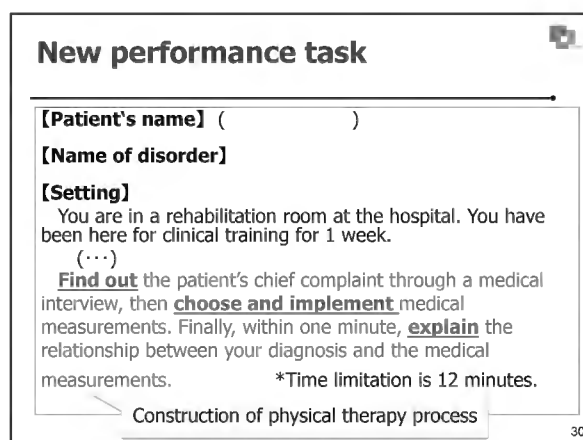 New performance task
【Patient's name】 (                    )
【Name of disorder】
【Setting】
You are in a rehabilitation room at the hospital. You have
been here for clinical training for 1 week.
(···)
Find out the patient's chief complaint through a medical
interview, then choose and implement medical
measurements. Finally, within one minute, explain the
relationship between your diagnosis and the medical
measurements. *Time limitation is 12 minutes.
Construction of physical therapy process
30